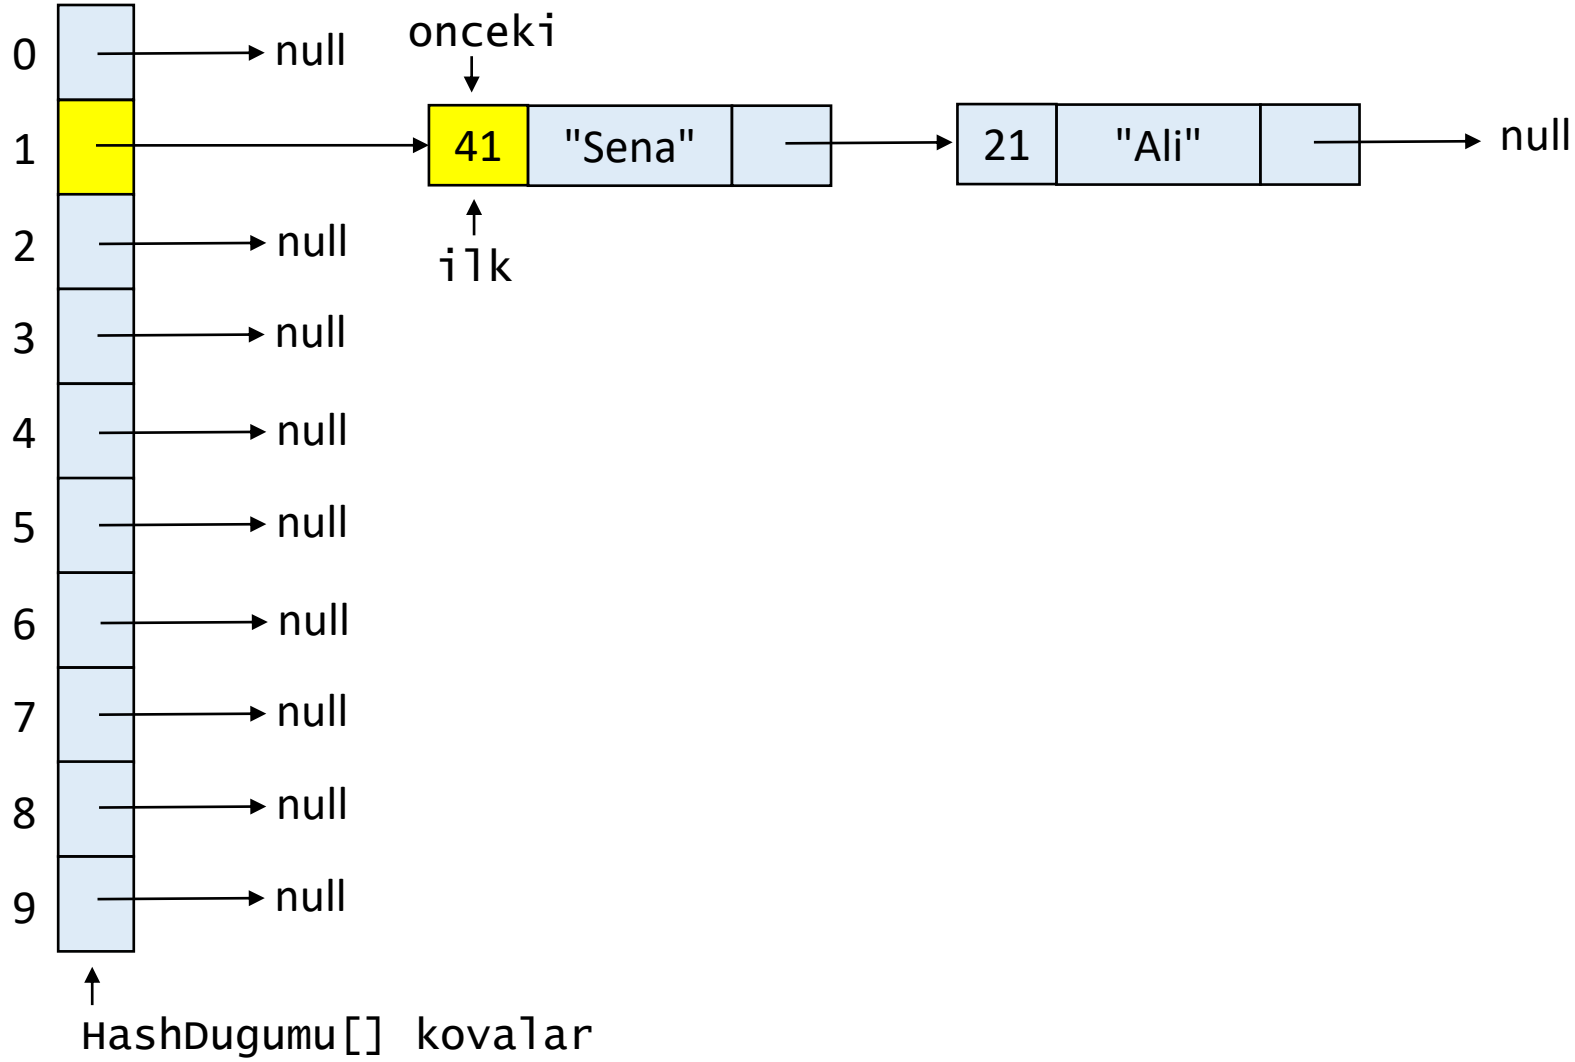 0 null
onceki
1 41 "Sena" 21 "Ali" null
2 null
ilk
3 null
4 null
5 null
6 null
7 null
8 null
9 null
HashDugumu[] kovalar